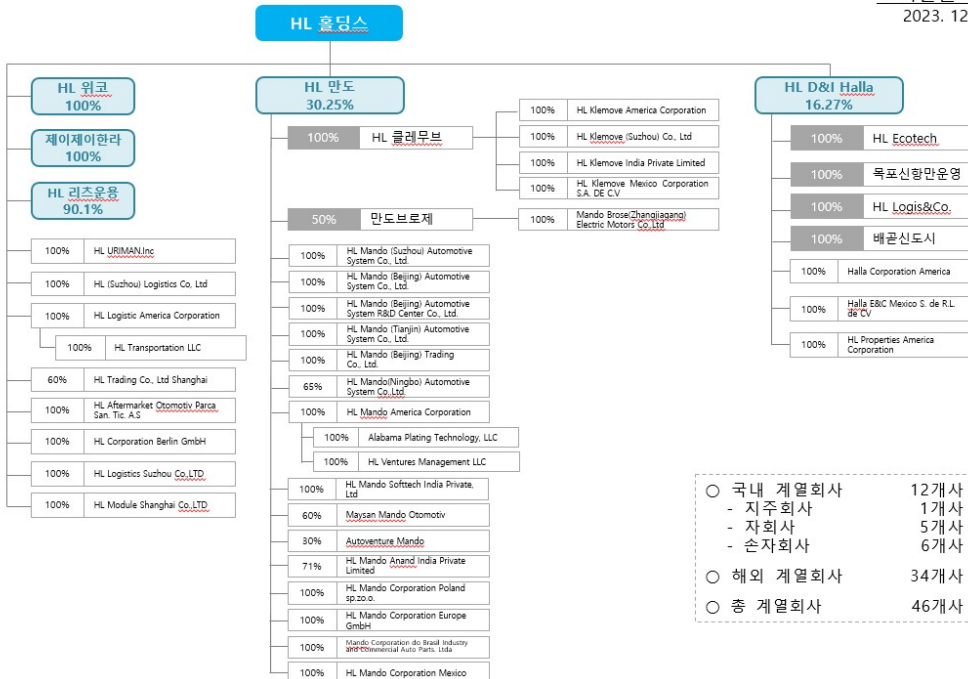 2023. 12
HL 홀딩스
HL 위코
100%
제이제이한라
100%
HL 리츠운용
90.1%
100% HL URIMAN.Inc
100% HL (Suzhou) Logistics Co, Ltd
100% HL Logistic America Corporation
100% HL Transportation LLC
60% HL Trading Co., Ltd Shanghai
100% HL Aftermarket Otomotiv Parca
San. Tic. A.S
100% HL Corporation Berlin GmbH
100% HL Logistics Suzhou Co.,LTD
100% HL Module Shanghai Co.,LTD
HL 만도
30.25%
100% HL 클레무브
100% HL Klemove America Corporation
100% HL Klemove (Suzhou) Co., Ltd
100% HL Klemove India Private Limited
100% HL Klemove Mexico Corporation
S.A. DE C.V
50% 만도브로제
100% Mando Brose(Zhangjiagang)
Electric Motors Co,Ltd
100% HL Mando (Suzhou) Automotive
System Co., Ltd.
100% HL Mando (Beijing) Automotive
System Co., Ltd.
100% HL Mando (Beijing) Automotive
System R&D Center Co., Ltd.
100% HL Mando (Tianjin) Automotive
System Co., Ltd.
100% HL Mando (Beijing) Trading
Co., Ltd.
65% HL Mando(Ningbo) Automotive
System Co,Ltd.
100% HL Mando America Corporation
100% Alabama Plating Technology, LLC
100% HL Ventures Management LLC
100% HL Mando Softtech India Private,
Ltd
60% Maysan Mando Otomotiv
30% Autoventure Mando
71% HL Mando Anand India Private
Limited
100% HL Mando Corporation Poland
sp.zo.o.
100% HL Mando Corporation Europe
GmbH
100% Mando Corporation do Brasil Industry
and Commercial Auto Parts. Ltda
100% HL Mando Corporation Mexico
HL D&I Halla
16.27%
100% HL Ecotech
100% 목포신항만운영
100% HL Logis&Co.
100% 배곧신도시
100% Halla Corporation America
100% Halla E&C Mexico S. de R.L.
de CV
100% HL Properties America
Corporation
○ 국내 계열회사 12개사
- 지주회사 1개사
- 자회사 5개사
- 손자회사 6개사
○ 해외 계열회사 34개사
○ 총 계열회사 46개사